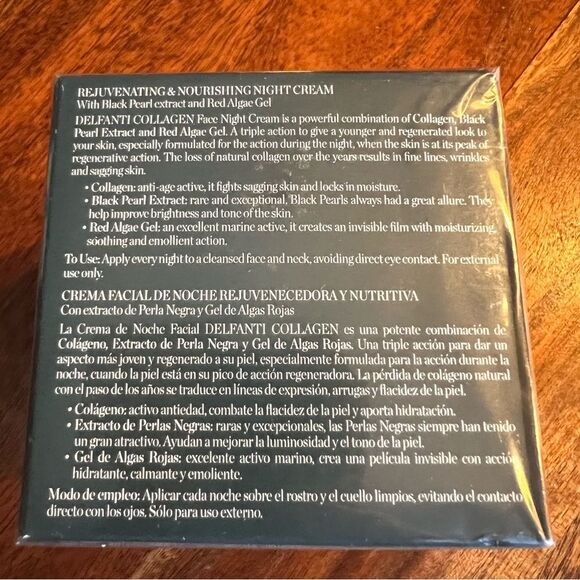 REJUVENATING & NOURISHING NIGHT CREAM
With Black Pearl extract and Red Algae Gel
DELFANTI COLLAGEN Face Night Cream is a powerful combination of Collagen, Black
Pearl Extract and Red Algae Gel. A triple action to give a younger and regenerated look to
your skin, especially formulated for the action during the night, when the skin is at its peak of
regenerative action. The loss of natural collagen over the years results in fine lines, wrinkles
and sagging skin.
• Collagen: anti-age active, it fights sagging skin and locks in moisture.
• Black Pearl Extract: rare and exceptional, Black Pearls always had a great allure. They
help improve brightness and tone of the skin.
• Red Algae Gel: an excellent marine active, it creates an invisible film with moisturizing,
soothing and emollient action.
To Use: Apply every night to a cleansed face and neck, avoiding direct eye contact. For external
use only.
CREMA FACIAL DE NOCHE REJUVENECEDORA Y NUTRITIVA
Con extracto de Perla Negra y Gel de Algas Rojas
La Crema de Noche Facial DELFANTI COLLAGEN es una potente combinación de
Colágeno, Extracto de Perla Negra y Gel de Algas Rojas. Una triple acción para dar un
aspecto más joven y regenerado a su piel, especialmente formulada para la acción durante la
noche, cuando la piel está en su pico de acción regeneradora. La pérdida de colágeno natural
con el paso de los años se traduce en líneas de expresión, arrugas y flacidez de la piel.
• Colágeno: activo antiedad, combate la flacidez de la piel y aporta hidratación.
• Extracto de Perlas Negras: raras y excepcionales, las Perlas Negras siempre han tenido
un gran atractivo. Ayudan a mejorar la luminosidad y el tono de la piel.
• Gel de Algas Rojas: excelente activo marino, crea una película invisible con acción
hidratante, calmante y emoliente.
Modo de empleo: Aplicar cada noche sobre el rostro y el cuello limpios, evitando el contacto
directo con los ojos. Sólo para uso externo.